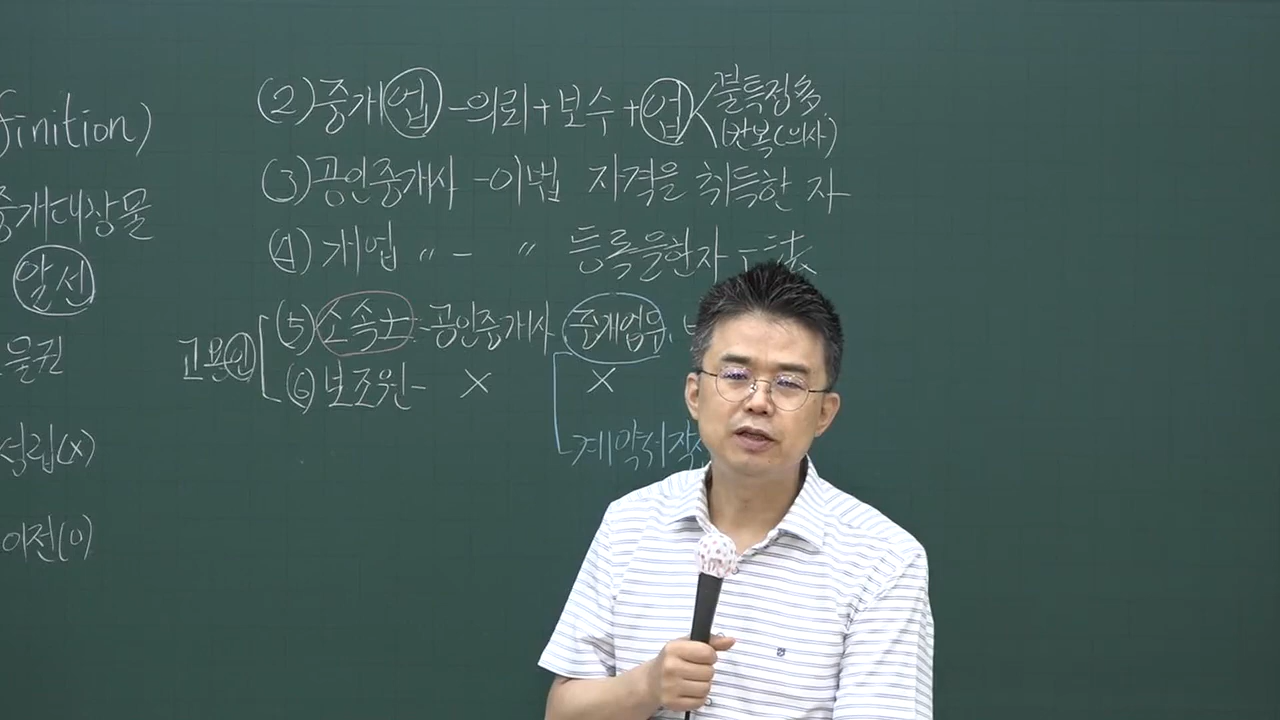 finition)
중개대상물
알선
물권
성립(x)
이전(0)
(2) 중개업 - 의뢰 + 보수 + 업 < 불특정多
반복(의사)
(3) 공인중개사 - 이법 자격을 취득한 자
(4) 개업 〃 - 〃 등록을한자
고용인 [ (5) 소속士 - 공인중개사 중개업무,
(6) 보조원 - X X
계약서작